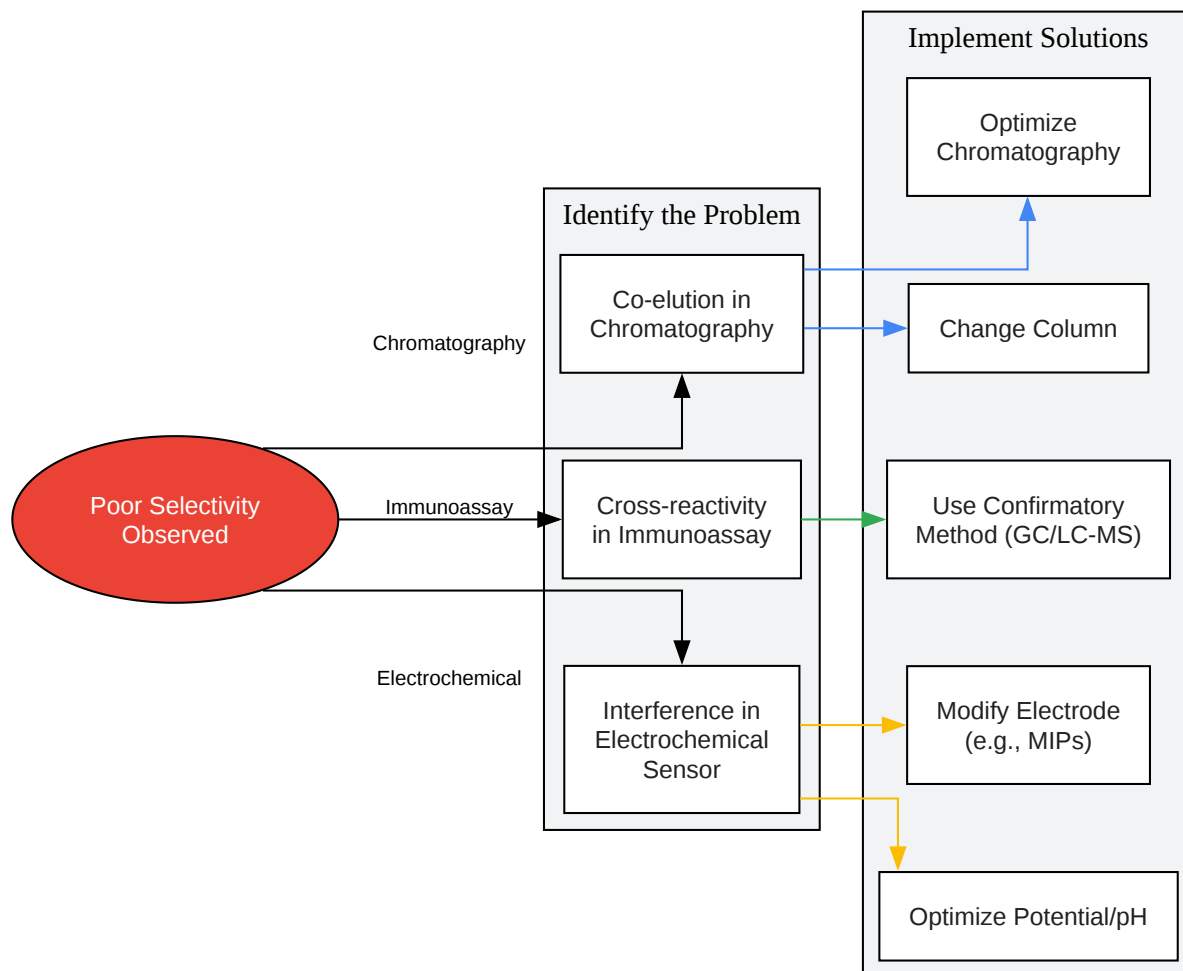 Implement Solutions
Optimize
Chromatography
Identify the Problem
Co-elution in
Chromatography
Change Column
Chromatography
Poor Selectivity
Observed
Immunoassay
Cross-reactivity
in Immunoassay
Use Confirmatory
Method (GC/LC-MS)
Electrochemical
Interference in
Electrochemical
Sensor
Modify Electrode
(e.g., MIPs)
Optimize Potential/pH